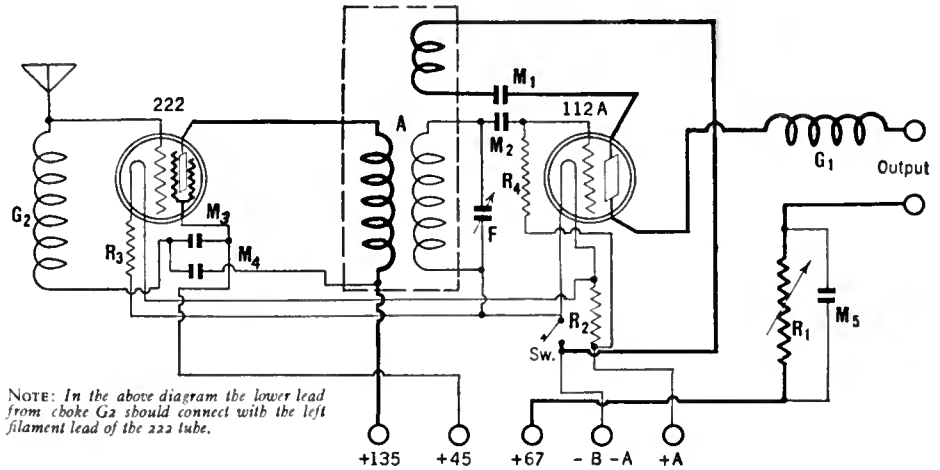 222
A
M1
112A
M2
G1
Output
G2
R3
M3
M4
R4
F
R2
Sw.
R1
M5
NOTE: In the above diagram the lower lead
from choke G2 should connect with the left
filament lead of the 222 tube.
+135 +45 +67 - B - A +A